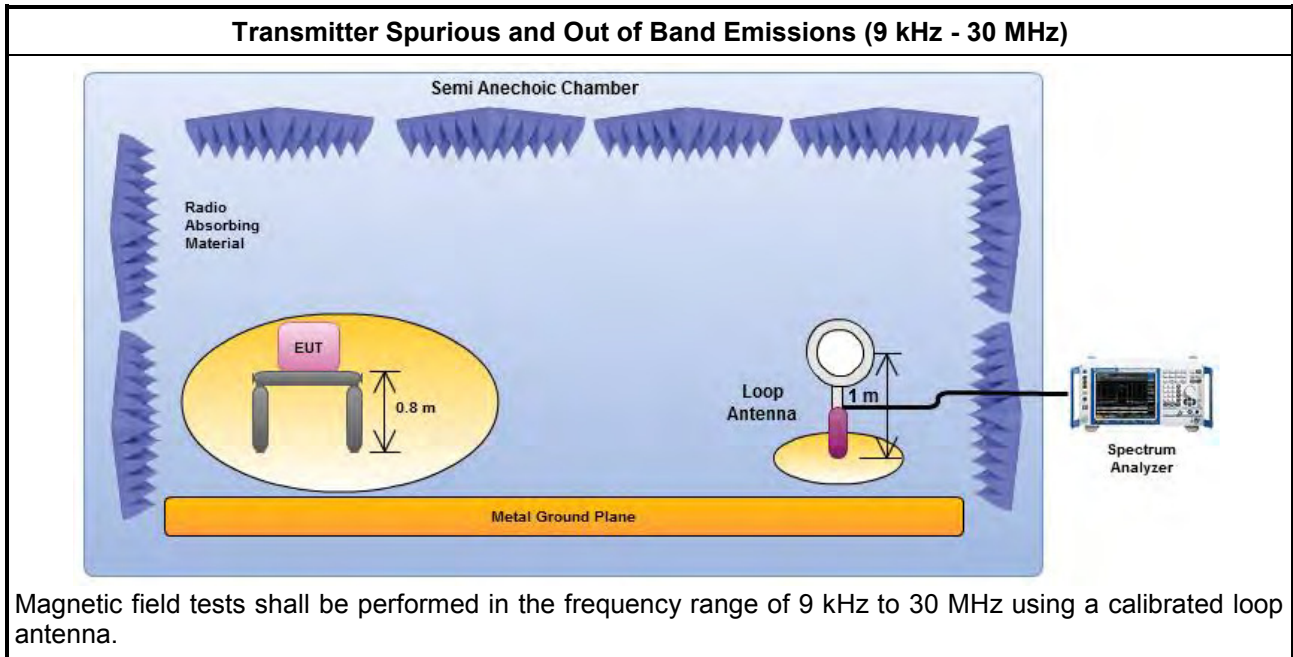 Transmitter Spurious and Out of Band Emissions (9 kHz - 30 MHz)
Semi Anechoic Chamber
Radio
Absorbing
Material
EUT
0.8 m
Loop
Antenna
1 m
Spectrum
Analyzer
Metal Ground Plane
Magnetic field tests shall be performed in the frequency range of 9 kHz to 30 MHz using a calibrated loop
antenna.